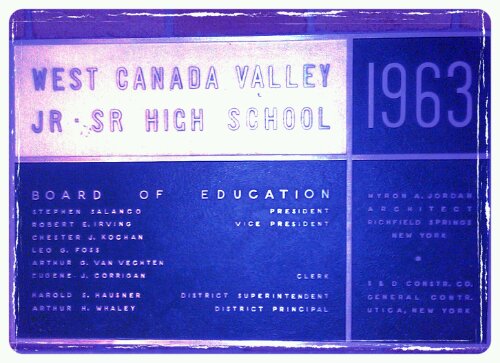 WEST CANADA VALLEY
JR · SR HIGH SCHOOL
1963
BOARD OF EDUCATION
STEPHEN SALANGO PRESIDENT
ROBERT E. IRVING VICE PRESIDENT
CHESTER J. KOCHAN
LEO G. FOSS
ARTHUR G. VAN VECHTEN
EUGENE J. CORRIGAN CLERK
HAROLD S. HAUSNER DISTRICT SUPERINTENDENT
ARTHUR H. WHALEY DISTRICT PRINCIPAL
MYRON A. JORDAN
ARCHITECT
RICHFIELD SPRINGS
NEW YORK
S & D CONSTR. CO.
GENERAL CONTR.
UTICA, NEW YORK